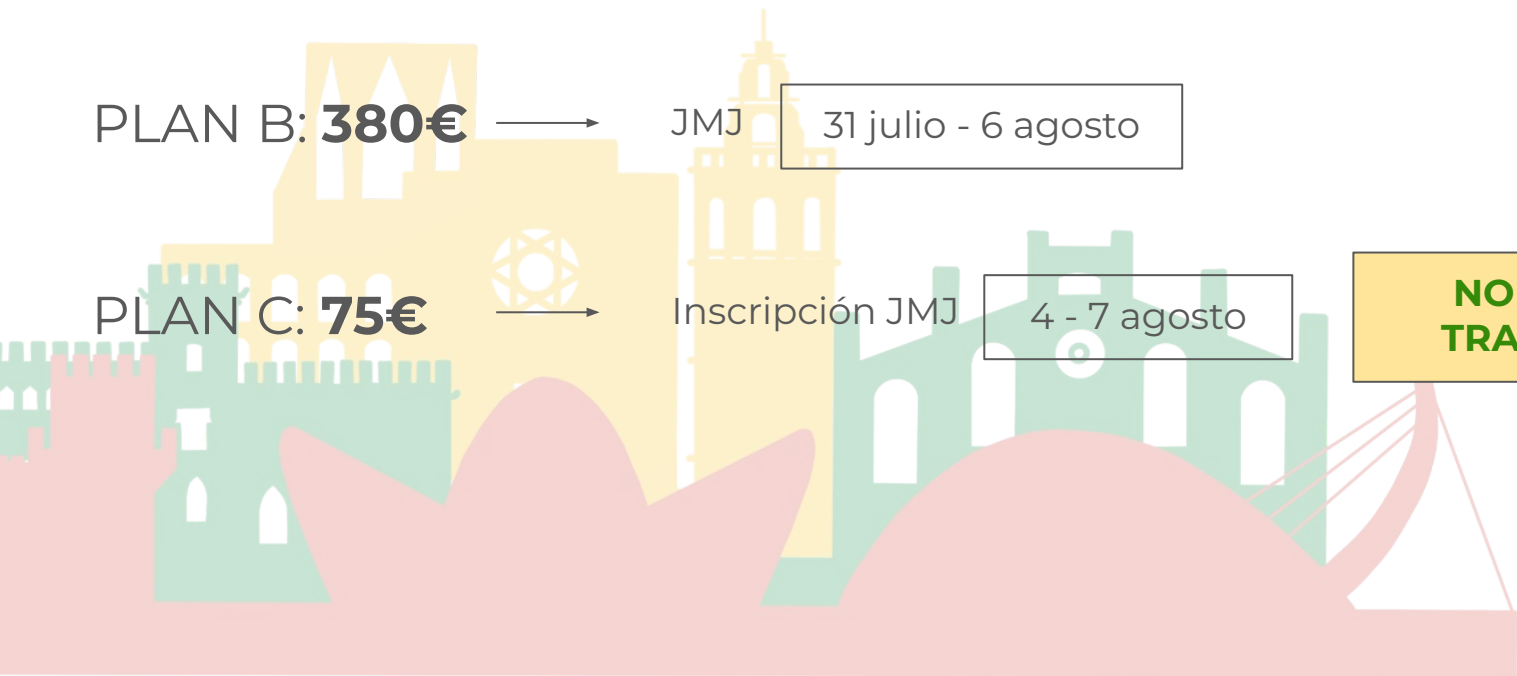 PLAN B: 380€ JMJ 31 julio - 6 agosto
PLAN C: 75€ Inscripción JMJ 4 - 7 agosto
NO